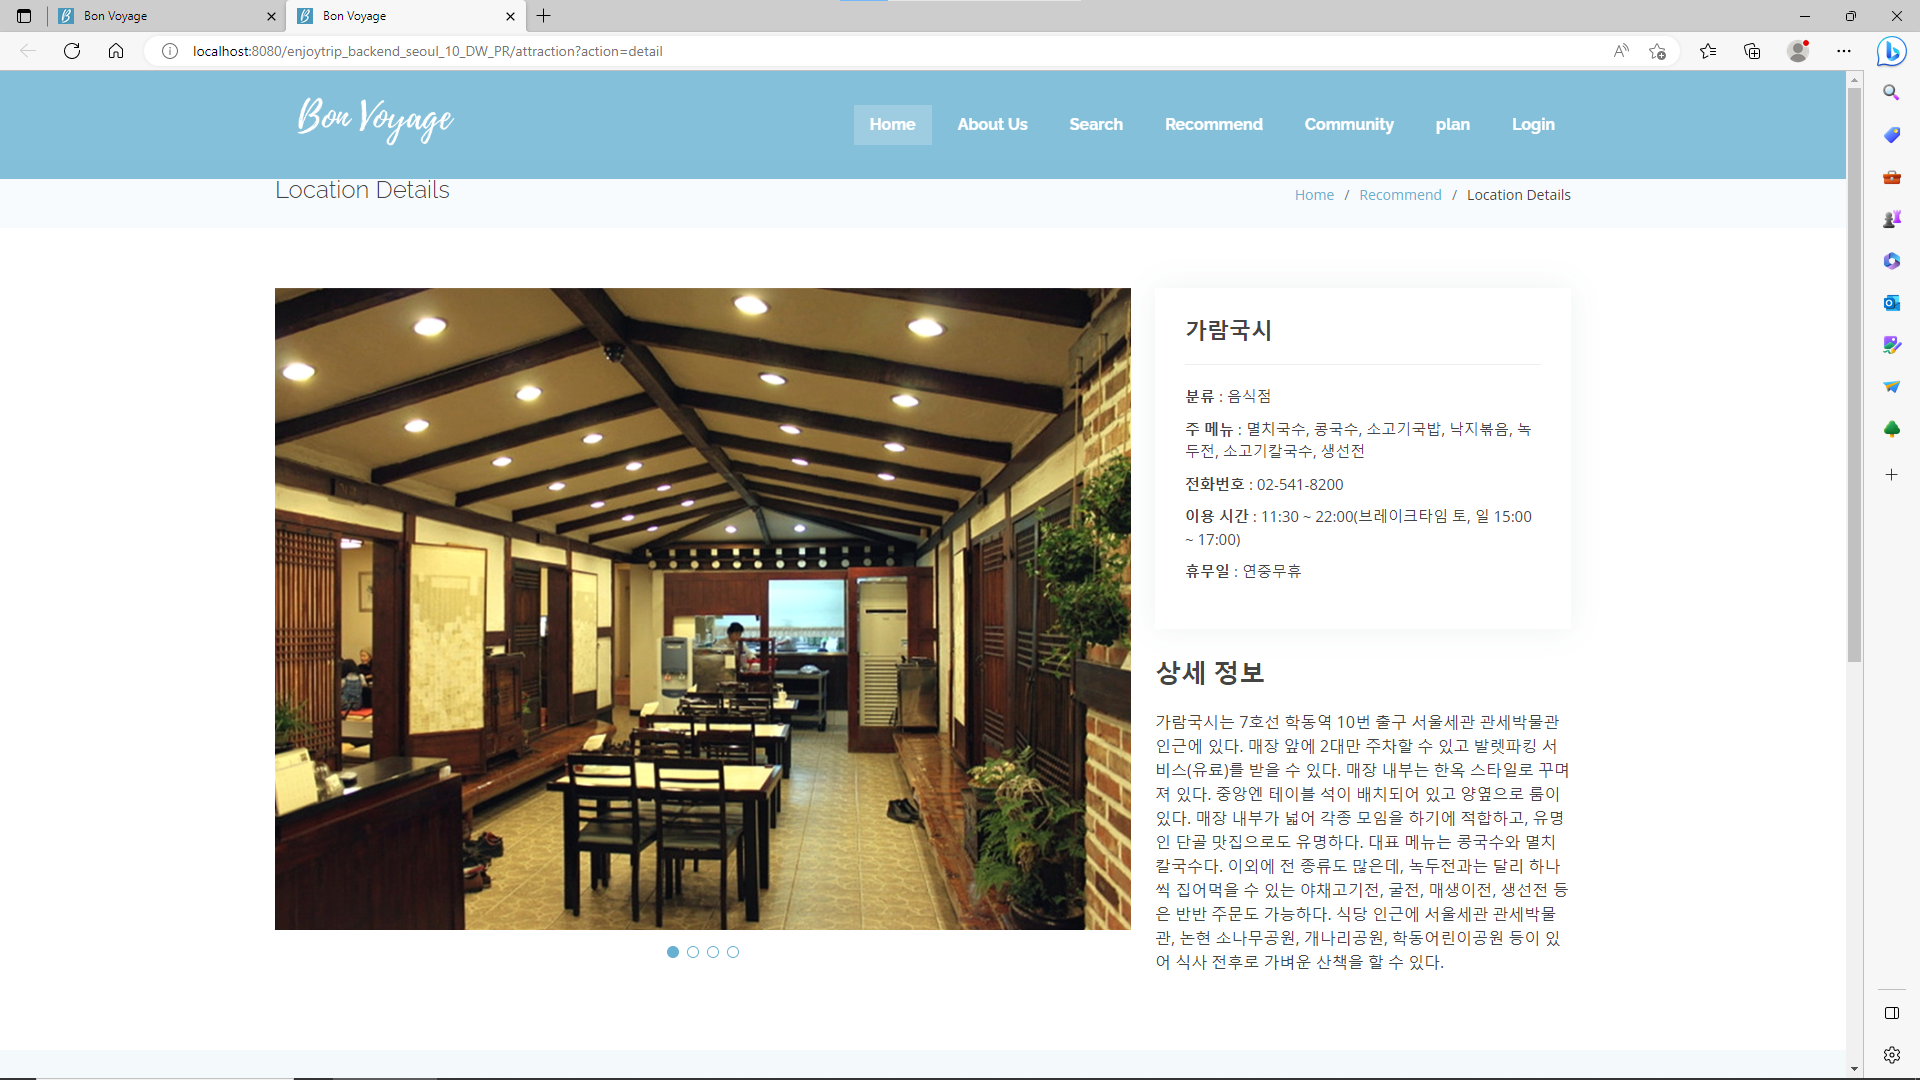 Bon Voyage
Bon Voyage
localhost:8080/enjoytrip_backend_seoul_10_DW_PR/attraction?action=detail
Bon Voyage
Home
About Us
Search
Recommend
Community
plan
Login
Location Details
Home / Recommend / Location Details
가람국시
분류 : 음식점
주 메뉴 : 멸치국수, 콩국수, 소고기국밥, 낙지볶음, 녹
두전, 소고기칼국수, 생선전
전화번호 : 02-541-8200
이용 시간 : 11:30 ~ 22:00(브레이크타임 토, 일 15:00
~ 17:00)
휴무일 : 연중무휴
상세 정보
가람국시는 7호선 학동역 10번 출구 서울세관 관세박물관
인근에 있다. 매장 앞에 2대만 주차할 수 있고 발렛파킹 서
비스(유료)를 받을 수 있다. 매장 내부는 한옥 스타일로 꾸며
져 있다. 중앙엔 테이블 석이 배치되어 있고 양옆으로 룸이
있다. 매장 내부가 넓어 각종 모임을 하기에 적합하고, 유명
인 단골 맛집으로도 유명하다. 대표 메뉴는 콩국수와 멸치
칼국수다. 이외에 전 종류도 많은데, 녹두전과는 달리 하나
씩 집어먹을 수 있는 야채고기전, 굴전, 매생이전, 생선전 등
은 반반 주문도 가능하다. 식당 인근에 서울세관 관세박물
관, 논현 소나무공원, 개나리공원, 학동어린이공원 등이 있
어 식사 전후로 가벼운 산책을 할 수 있다.